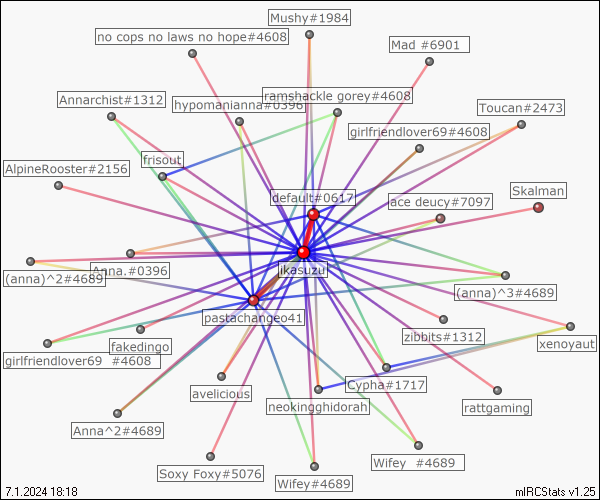 Mushy#1984
no cops no laws no hope#4608
Mad #6901
ramshackle gorey#4608
Annarchist#1312
hypomanianna#0396
Toucan#2473
girlfriendlover69#4608
frisout
AlpineRooster#2156
default#0617
ace deucy#7097
Skalman
ikasuzu!
(anna)^2#4689
Anna.#0396
(anna)^3#4689
pastachangeo41
zibbits#1312
xenoyaut
fakedingo
girlfriendlover69 #4608
Cypha#1717
avelicious
neokingghidorah
rattgaming
Anna^2#4689
Soxy Foxy#5076
Wifey #4689
Wifey#4689
7.1.2024 18:18
mIRCStats v1.25